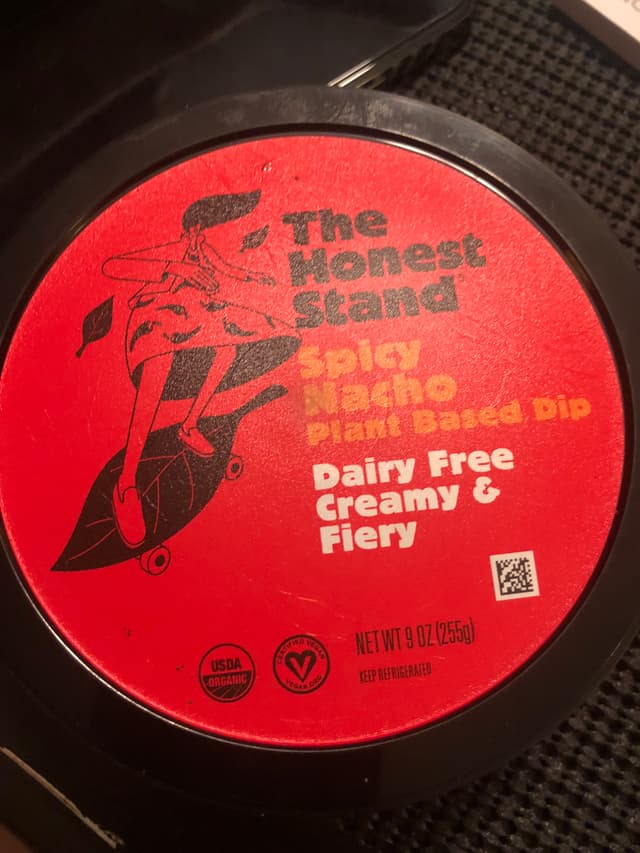 The
Honest
Stand
Spicy
Nacho
Plant Based Dip
Dairy Free
Creamy &
Fiery
USDA
ORGANIC
CERTIFIED VEGAN
VEGAN.ORG
NET WT 9 OZ (255g)
KEEP REFRIGERATED